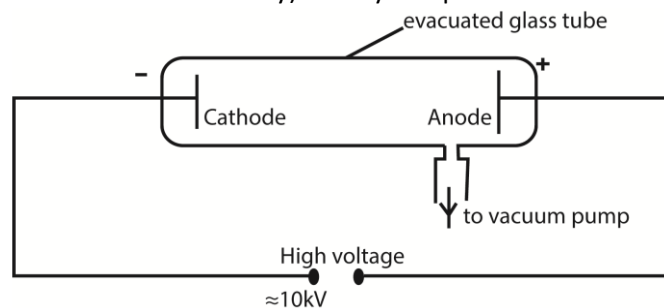 evacuated glass tube
-
+
Cathode
Anode
to vacuum pump
High voltage
≈10kV